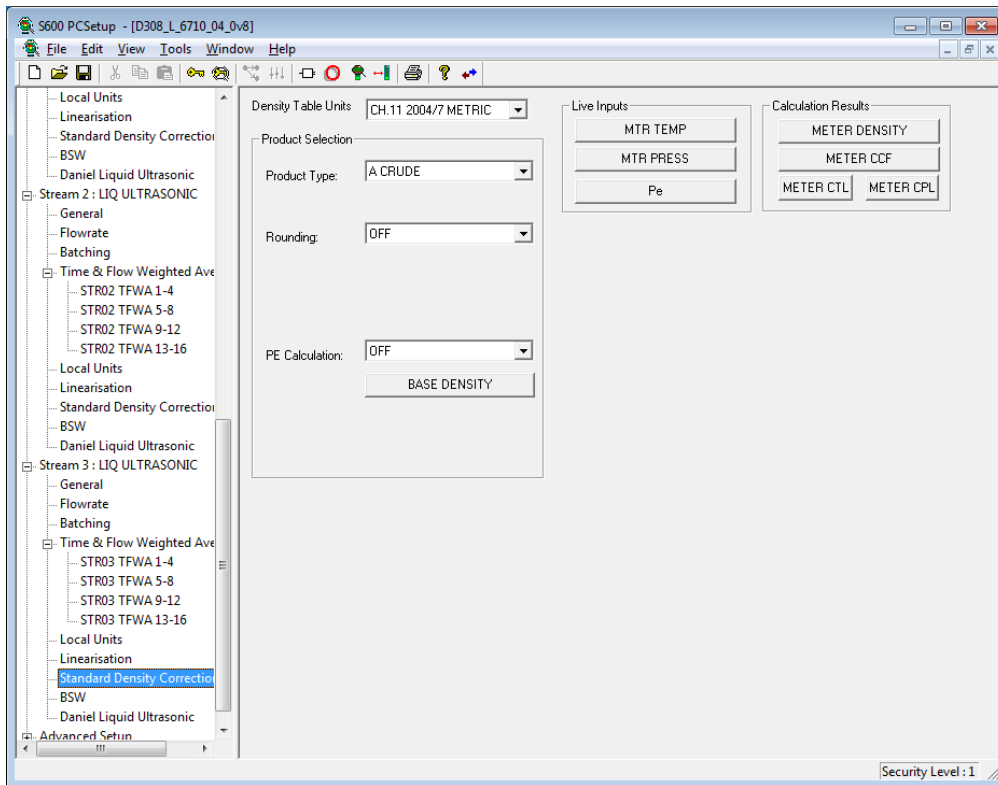 S600 PCSetup - [D308_L_6710_04_0v8]
File Edit View Tools Window Help
Local Units
Linearisation
Standard Density Correction
BSW
Daniel Liquid Ultrasonic
Stream 2 : LIQ ULTRASONIC
General
Flowrate
Batching
Time & Flow Weighted Ave
STR02 TFWA 1-4
STR02 TFWA 5-8
STR02 TFWA 9-12
STR02 TFWA 13-16
Local Units
Linearisation
Standard Density Correction
BSW
Daniel Liquid Ultrasonic
Stream 3 : LIQ ULTRASONIC
General
Flowrate
Batching
Time & Flow Weighted Ave
STR03 TFWA 1-4
STR03 TFWA 5-8
STR03 TFWA 9-12
STR03 TFWA 13-16
Local Units
Linearisation
Standard Density Correction
BSW
Daniel Liquid Ultrasonic
Advanced Setup
Density Table Units CH.11 2004/7 METRIC
Product Selection
Product Type: A CRUDE
Rounding: OFF
PE Calculation: OFF
BASE DENSITY
Live Inputs
MTR TEMP
MTR PRESS
Pe
Calculation Results
METER DENSITY
METER CCF
METER CTL METER CPL
Security Level : 1